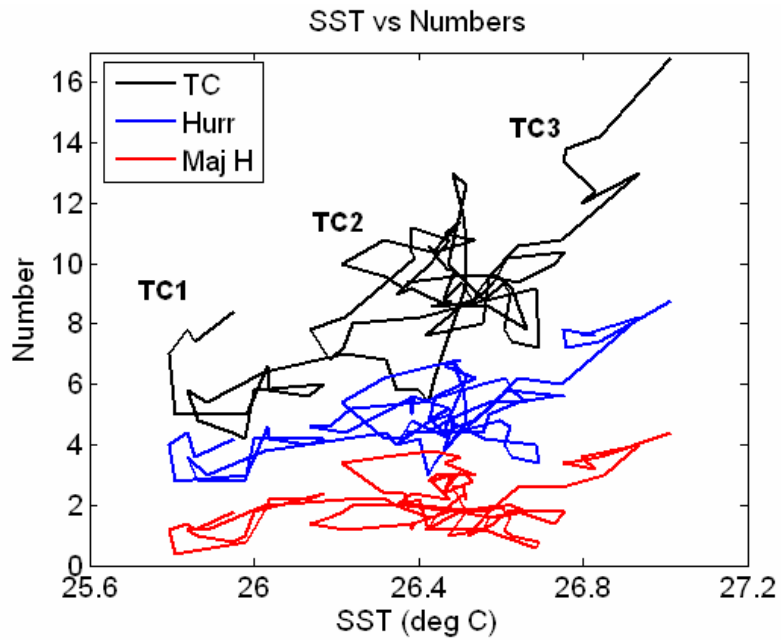 SST vs Numbers
TC
Hurr
Maj H
TC1
TC2
TC3
Number
16
14
12
10
8
6
4
2
0
25.6
26
26.4
26.8
27.2
SST (deg C)